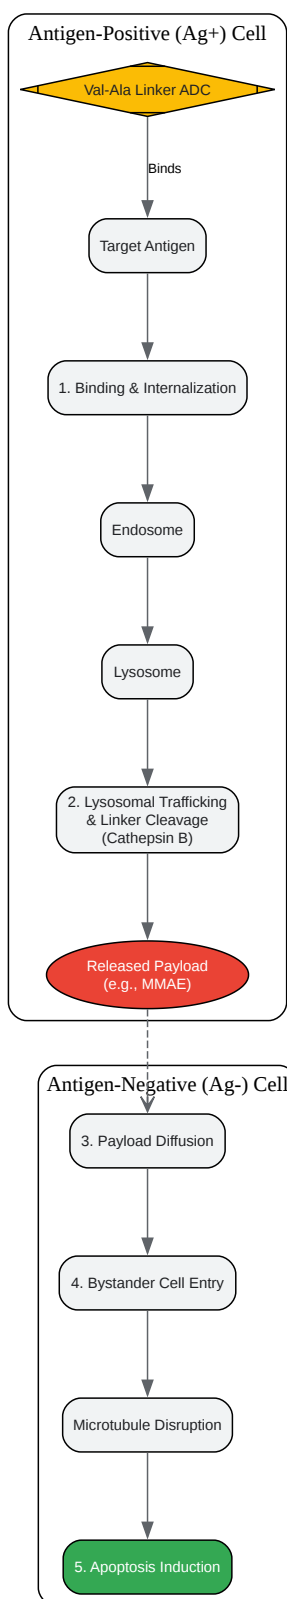 Antigen-Positive (Ag+) Cell
Val-Ala Linker ADC
Binds
Target Antigen
1. Binding & Internalization
Endosome
Lysosome
2. Lysosomal Trafficking
& Linker Cleavage
(Cathepsin B)
Released Payload
(e.g., MMAE)
Antigen-Negative (Ag-) Cell
3. Payload Diffusion
4. Bystander Cell Entry
Microtubule Disruption
5. Apoptosis Induction